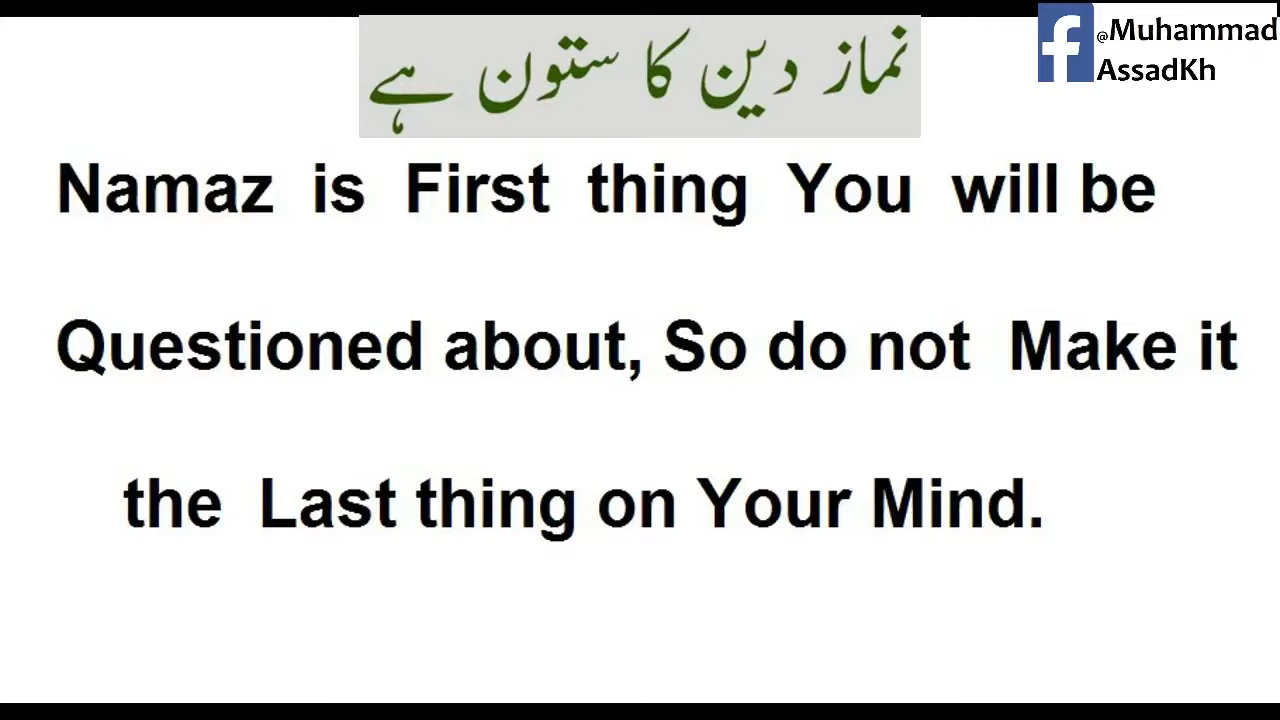 نماز دین کا ستون ہے
@Muhammad
AssadKh
Namaz is First thing You will be
Questioned about, So do not Make it
the Last thing on Your Mind.